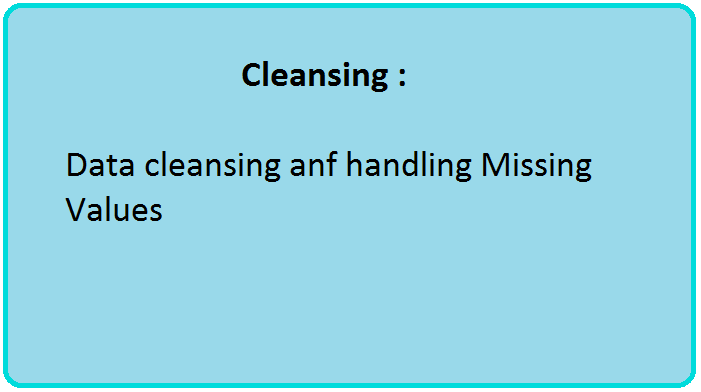 Cleansing :
Data cleansing anf handling Missing
Values